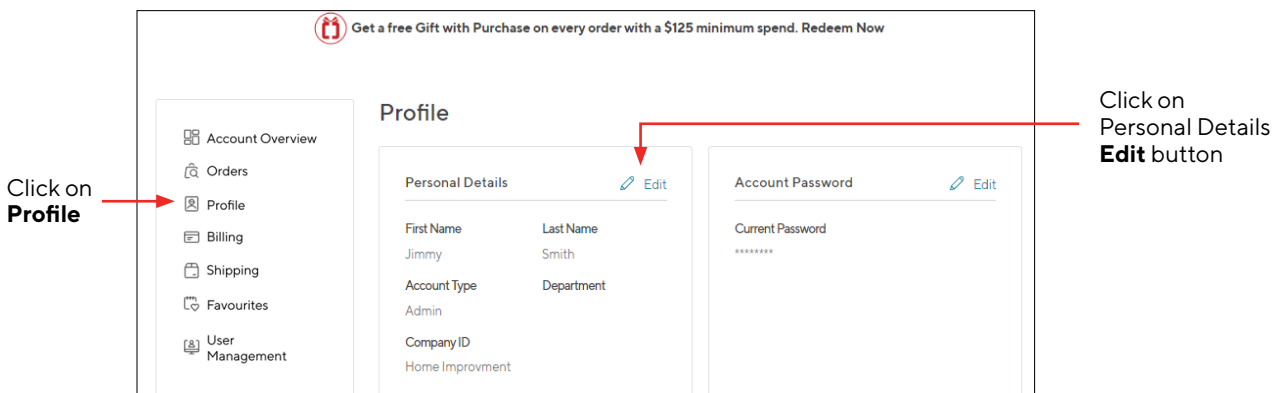 Get a free Gift with Purchase on every order with a $125 minimum spend. Redeem Now
Click on
Profile
Account Overview
Orders
Profile
Billing
Shipping
Favourites
User
Management
Profile
Personal Details
Edit
First Name
Last Name
Jimmy
Smith
Account Type
Department
Admin
Company ID
Home Improvment
Account Password
Edit
Current Password
********
Click on
Personal Details
Edit button